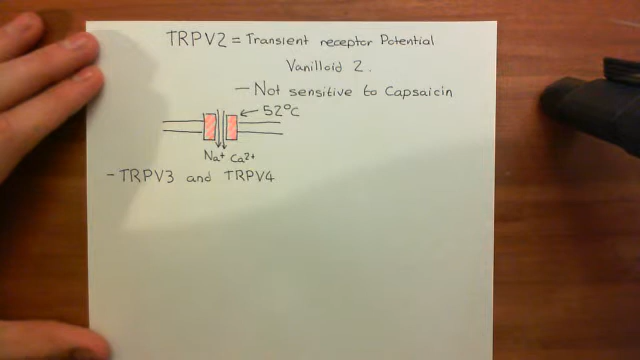 TRPV2 = Transient receptor Potential
Vanilloid 2.
- Not sensitive to Capsaicin
52°C
Na⁺ Ca²⁺
- TRPV3 and TRPV4